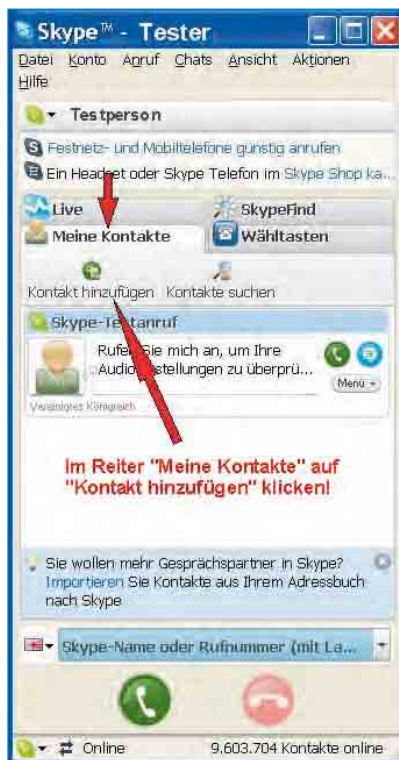 Skype™ - Tester
Datei Konto Anruf Chats Ansicht Aktionen
Hilfe
Testperson
Festnetz- und Mobiltelefone günstig anrufen
Ein Headset oder Skype Telefon im Skype Shop ka...
Live SkypeFind
Meine Kontakte Wähltasten
Kontakt hinzufügen Kontakte suchen
Skype-Testanruf
Rufen Sie mich an, um Ihre
Audioeinstellungen zu überprü...
Menü
Vereinigtes Königreich
Im Reiter "Meine Kontakte" auf
"Kontakt hinzufügen" klicken!
Sie wollen mehr Gesprächspartner in Skype?
Importieren Sie Kontakte aus Ihrem Adressbuch
nach Skype
Skype-Name oder Rufnummer (mit La...
Online 9.603.704 Kontakte online